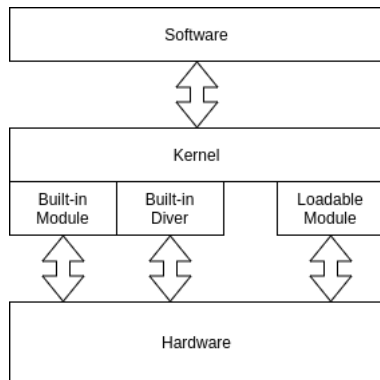 Software
Kernel
Built-in
Module
Built-in
Diver
Loadable
Module
Hardware